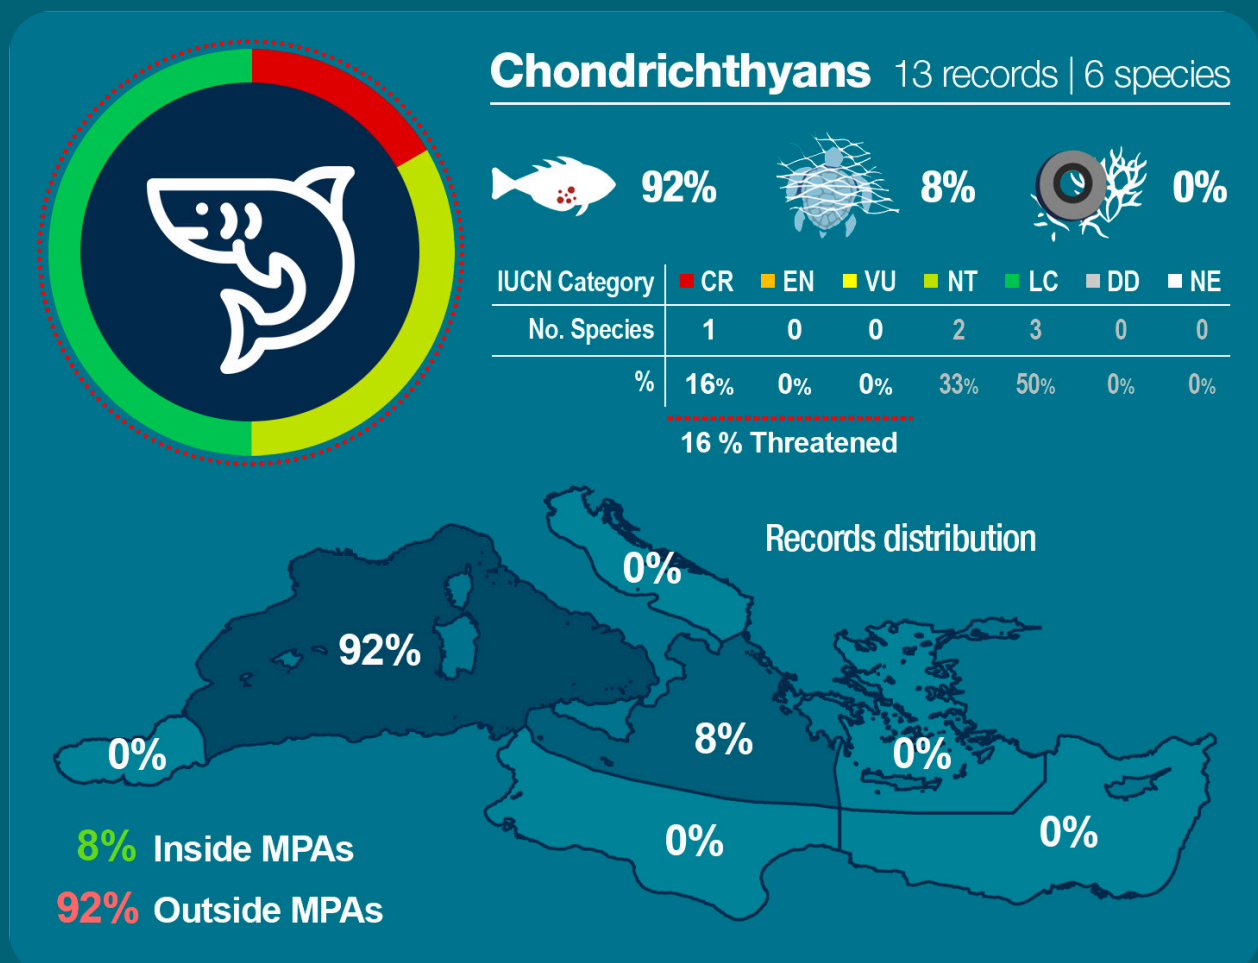 Chondrichthyans 13 records | 6 species
92% 8% 0%
IUCN Category CR EN VU NT LC DD NE
No. Species 1 0 0 2 3 0 0
% 16% 0% 0% 33% 50% 0% 0%
16 % Threatened
Records distribution
0%
92%
8%
0%
0%
0%
0%
8% Inside MPAs
92% Outside MPAs